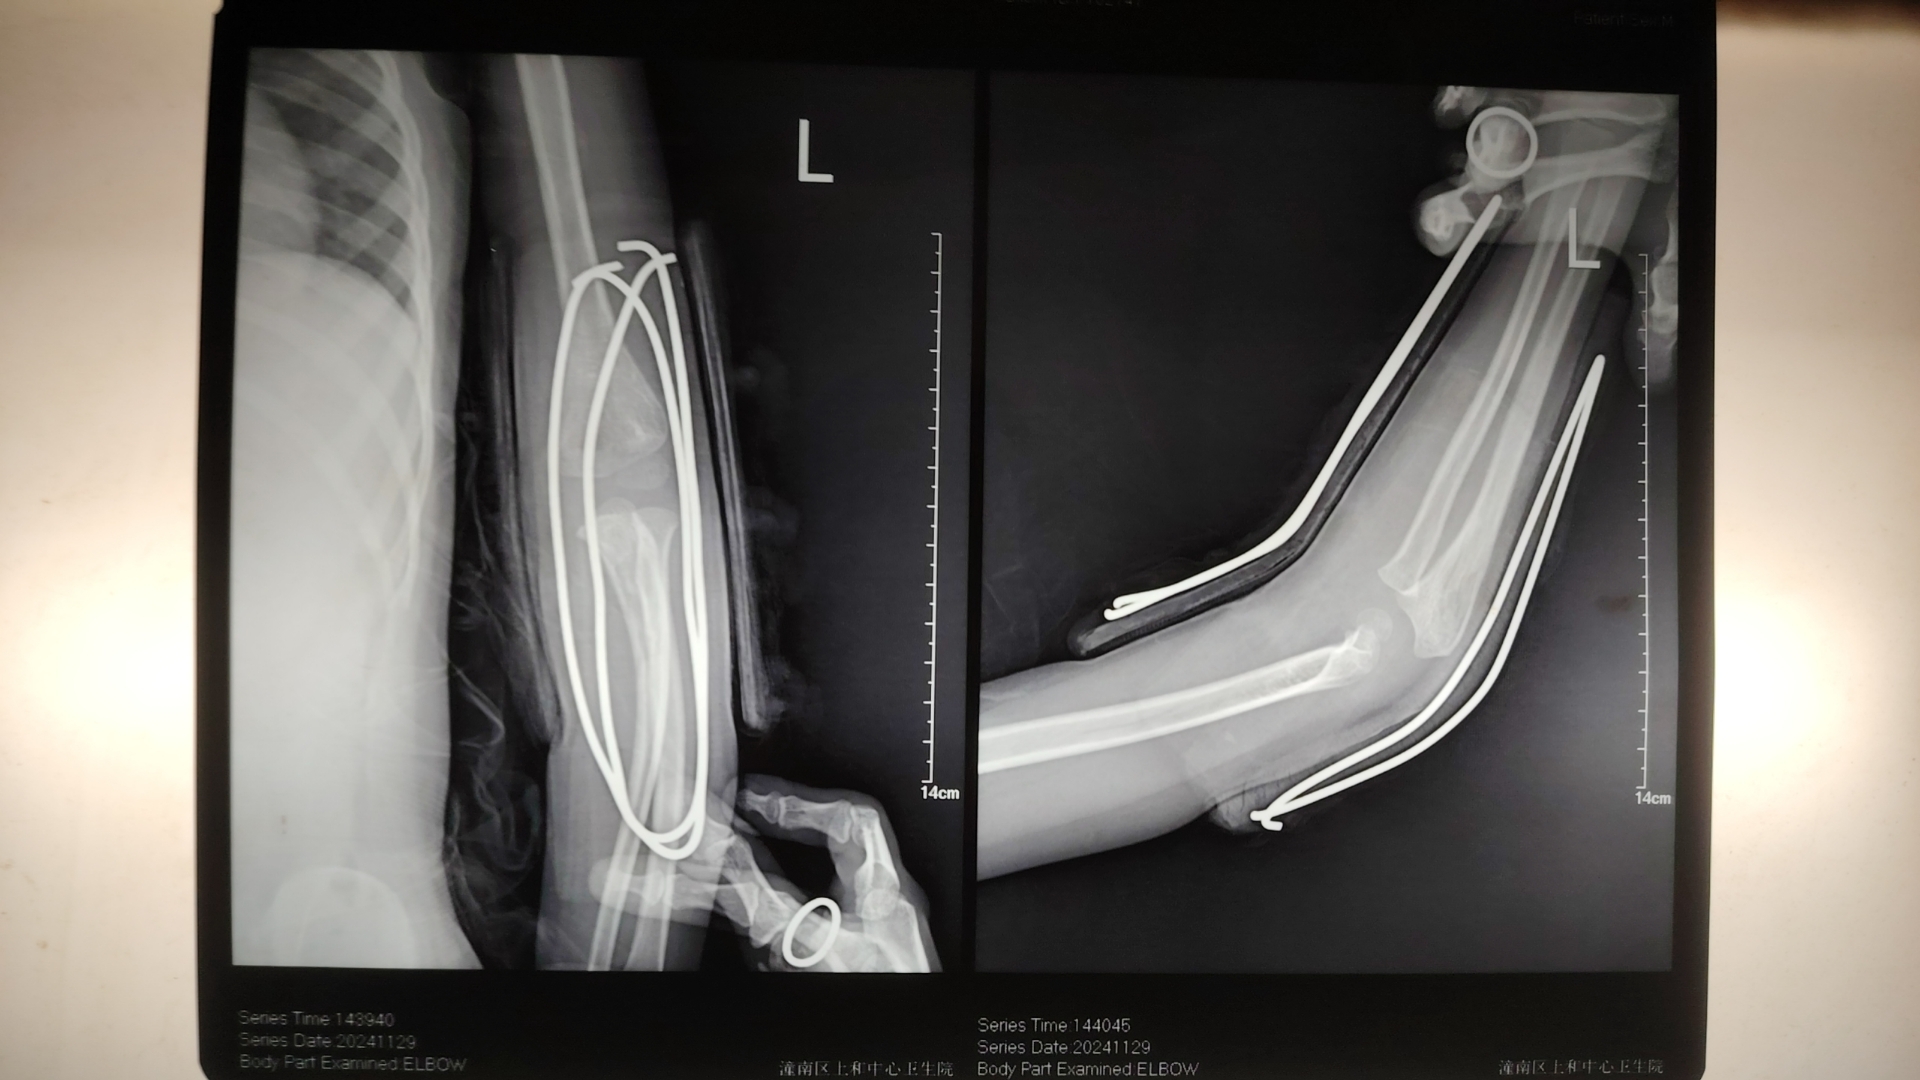 Patient Sex M
L
L
14cm
14cm
Series Time:143940
Series Date:20241129
Body Part Examined:ELBOW
潼南区上和中心卫生院
Series Time:144045
Series Date:20241129
Body Part Examined:ELBOW
潼南区上和中心卫生院